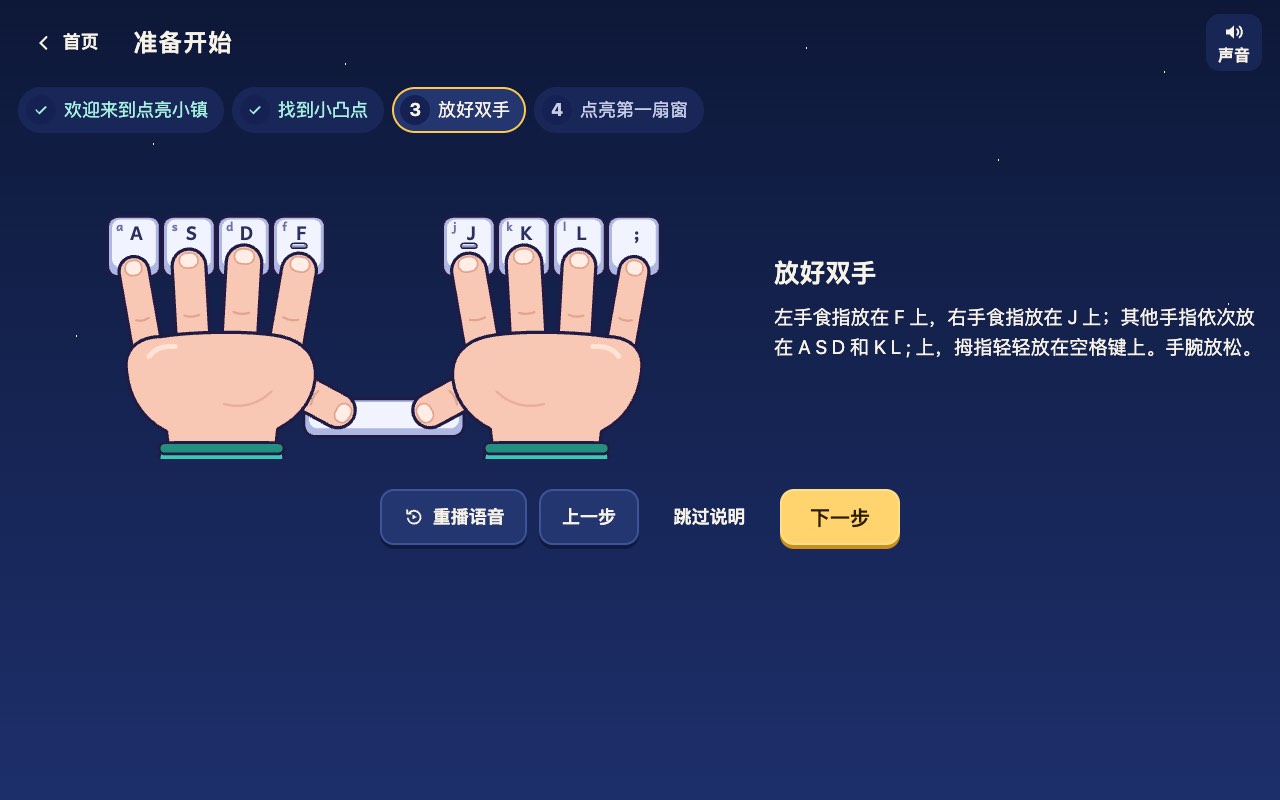 首页
准备开始
声音
欢迎来到点亮小镇
找到小凸点
3 放好双手
4 点亮第一扇窗
a A
s S
d D
f F
j J
k K
l L
;
放好双手
左手食指放在 F 上，右手食指放在 J 上；其他手指依次放
在 A S D 和 K L ; 上，拇指轻轻放在空格键上。手腕放松。
重播语音
上一步
跳过说明
下一步